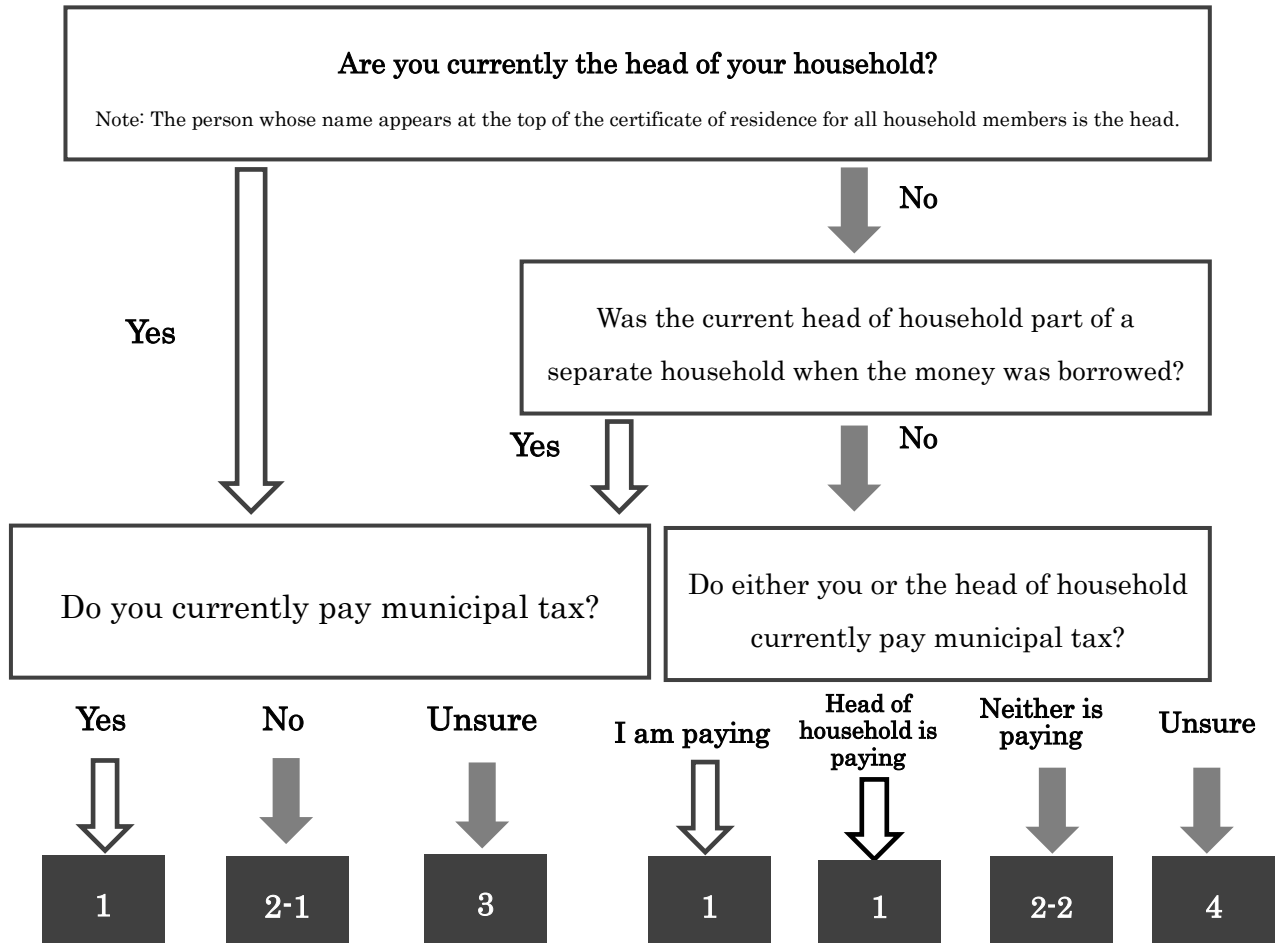 Are you currently the head of your household?
Note: The person whose name appears at the top of the certificate of residence for all household members is the head.
No
Yes
Was the current head of household part of a
separate household when the money was borrowed?
Yes
No
Do you currently pay municipal tax?
Do either you or the head of household
currently pay municipal tax?
Yes
No
Unsure
I am paying
Head of
household is
paying
Neither is
paying
Unsure
1
2-1
3
1
1
2-2
4